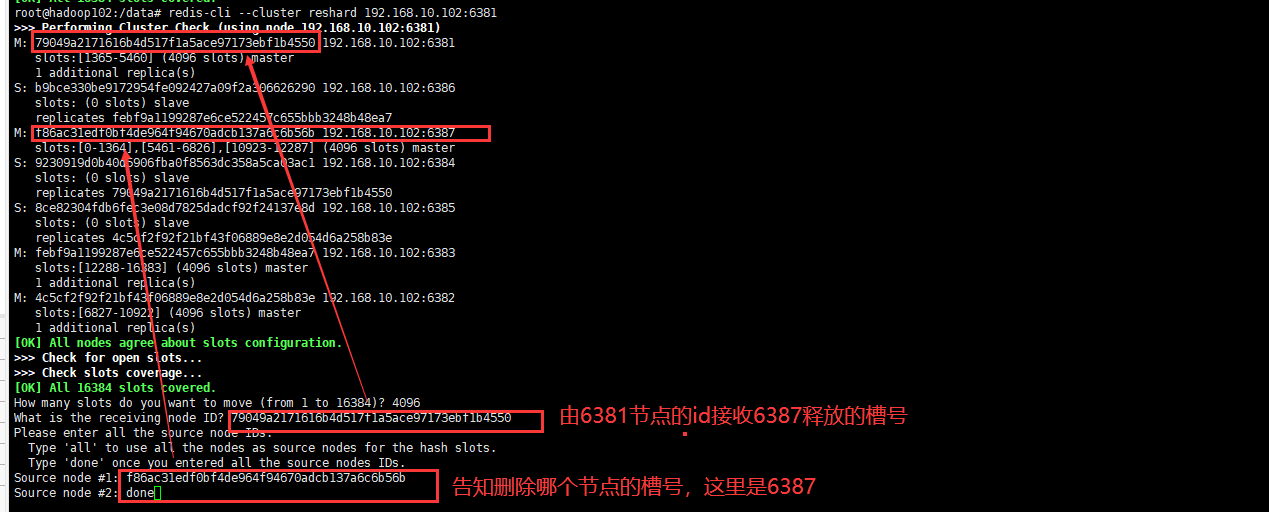 [OK] All 16384 slots covered.
root@hadoop102:/data# redis-cli --cluster reshard 192.168.10.102:6381
>>> Performing Cluster Check (using node 192.168.10.102:6381)
M: 79049a2171616b4d517f1a5ace97173ebf1b4550 192.168.10.102:6381
slots:[1365-5460] (4096 slots) master
1 additional replica(s)
S: b9bce330be9172954fe092427a09f2a306626290 192.168.10.102:6386
slots: (0 slots) slave
replicates febf9a1199287e6ce522457c655bbb3248b48ea7
M: f86ac31edf0bf4de964f94670adcb137a6c6b56b 192.168.10.102:6387
slots:[0-1364],[5461-6826],[10923-12287] (4096 slots) master
S: 9230919d0b40d5906fba0f8563dc358a5ca03ac1 192.168.10.102:6384
slots: (0 slots) slave
replicates 79049a2171616b4d517f1a5ace97173ebf1b4550
S: 8ce82304fdb6fec3e08d7825dadcf92f24137e8d 192.168.10.102:6385
slots: (0 slots) slave
replicates 4c5cf2f92f21bf43f06889e8e2d054d6a258b83e
M: febf9a1199287e6ce522457c655bbb3248b48ea7 192.168.10.102:6383
slots:[12288-16383] (4096 slots) master
1 additional replica(s)
M: 4c5cf2f92f21bf43f06889e8e2d054d6a258b83e 192.168.10.102:6382
slots:[6827-10922] (4096 slots) master
1 additional replica(s)
[OK] All nodes agree about slots configuration.
>>> Check for open slots...
>>> Check slots coverage...
[OK] All 16384 slots covered.
How many slots do you want to move (from 1 to 16384)? 4096
What is the receiving node ID? 79049a2171616b4d517f1a5ace97173ebf1b4550
由6381节点的id接收6387释放的槽号
Please enter all the source node IDs.
Type 'all' to use all the nodes as source nodes for the hash slots.
Type 'done' once you entered all the source nodes IDs.
Source node #1: f86ac31edf0bf4de964f94670adcb137a6c6b56b
告知删除哪个节点的槽号，这里是6387
Source node #2: done